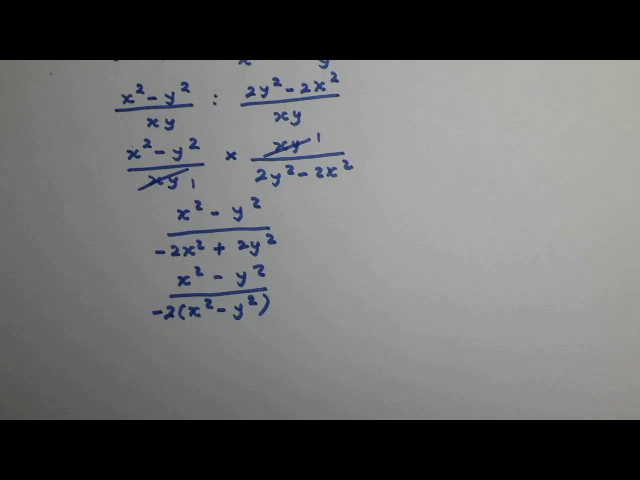 x y
x² - y² / xy : 2y² - 2x² / xy
x² - y² / xy 1 × xy 1 / 2y² - 2x²
x² - y² / -2x² + 2y²
x² - y² / -2(x² - y²)